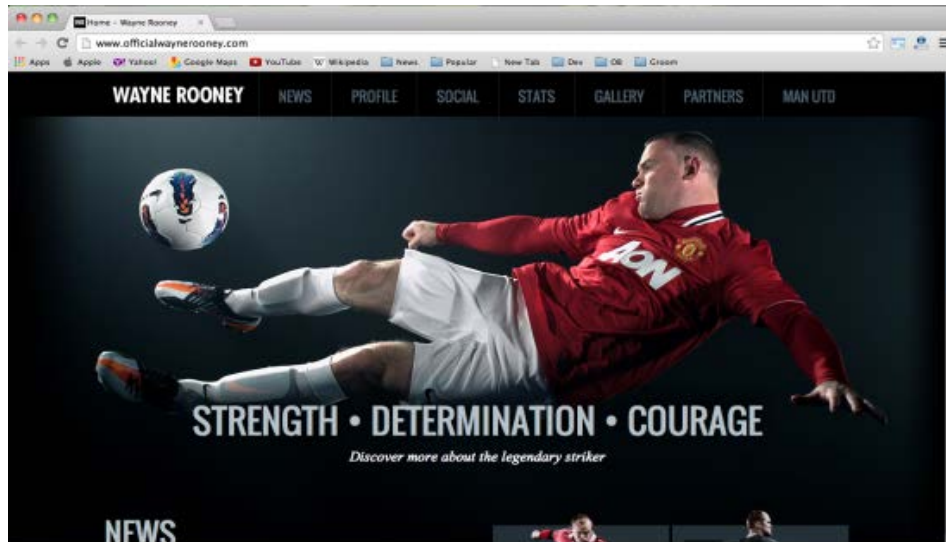 Home - Wayne Rooney
www.officialwaynerooney.com
Apps Apple Yahoo! Google Maps YouTube Wikipedia News Popular New Tab Dev OB Groom
WAYNE ROONEY NEWS PROFILE SOCIAL STATS GALLERY PARTNERS MAN UTD
AON
STRENGTH • DETERMINATION • COURAGE
Discover more about the legendary striker
NEWS